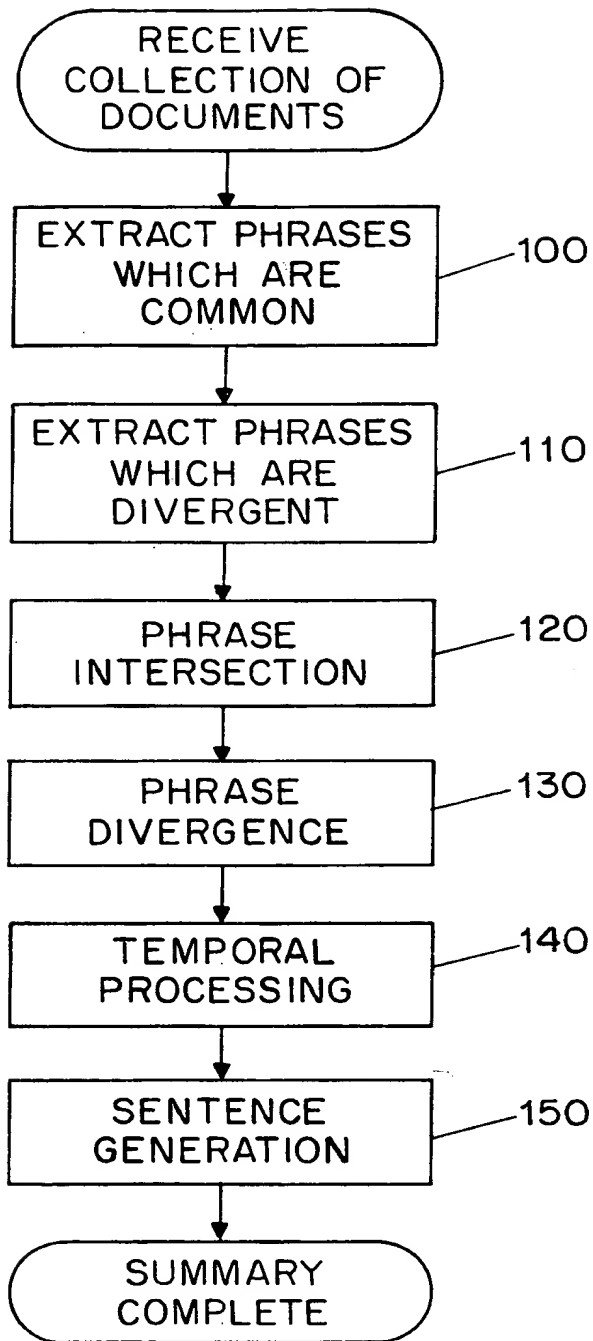 RECEIVE
COLLECTION OF
DOCUMENTS
EXTRACT PHRASES
WHICH ARE
COMMON
100
EXTRACT PHRASES
WHICH ARE
DIVERGENT
110
PHRASE
INTERSECTION
120
PHRASE
DIVERGENCE
130
TEMPORAL
PROCESSING
140
SENTENCE
GENERATION
150
SUMMARY
COMPLETE